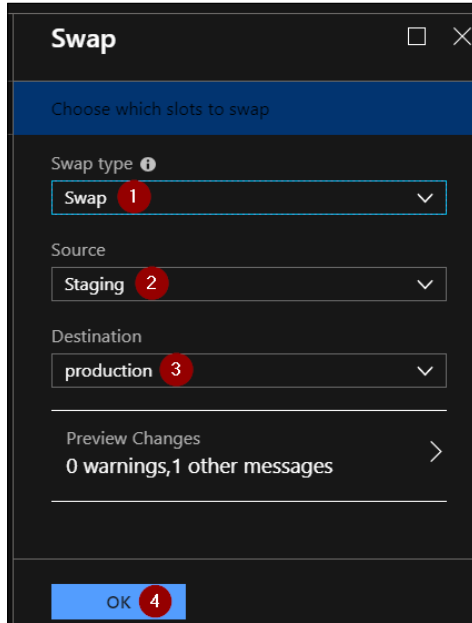 Swap
Choose which slots to swap
Swap type
Swap 1
Source
Staging 2
Destination
production 3
Preview Changes
0 warnings,1 other messages
OK 4